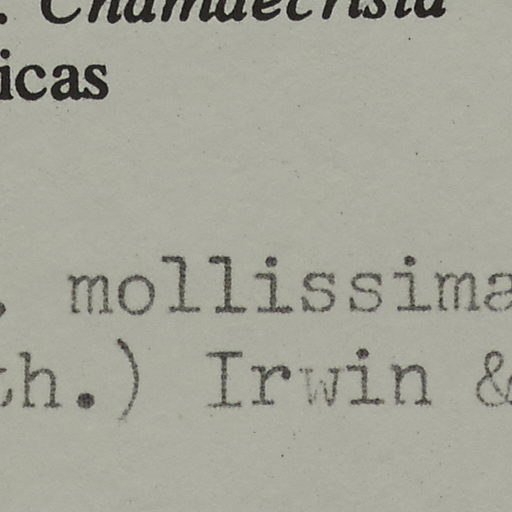 . Chamaecrista
icas
. mollissima
th.) Irwin &